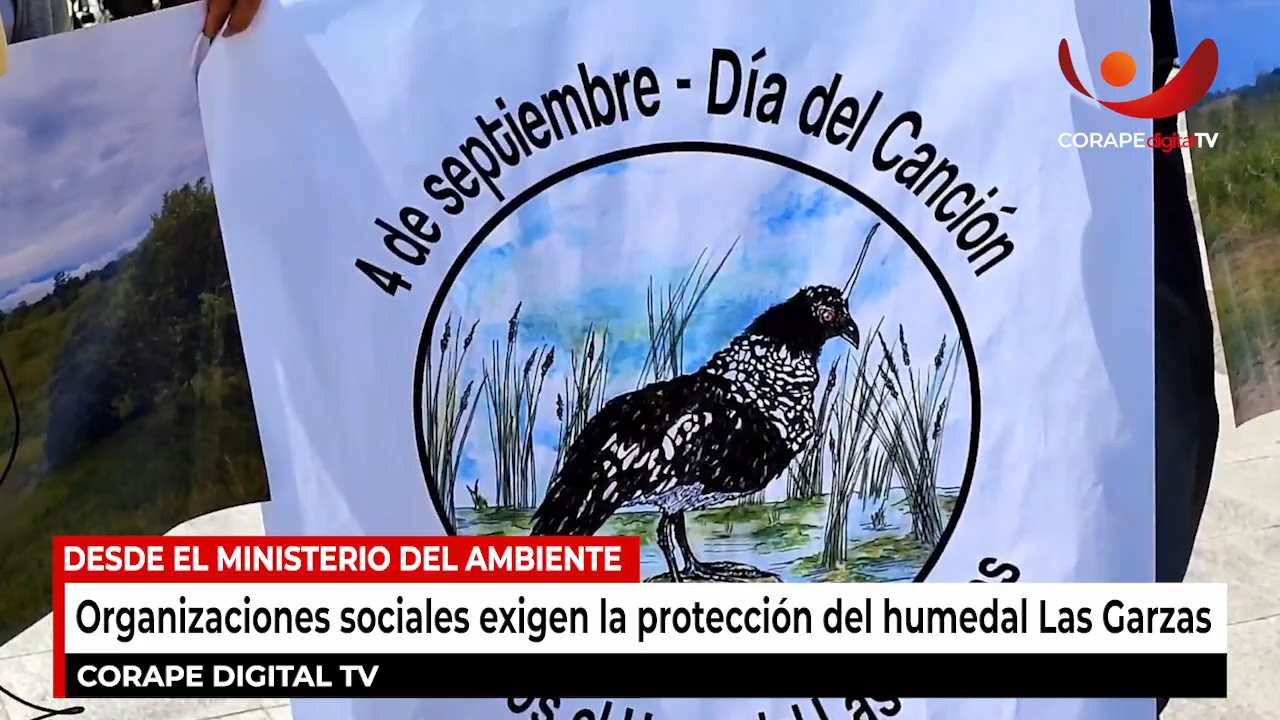 4 de septiembre - Día del Canción
CORAPEdigitalTV
DESDE EL MINISTERIO DEL AMBIENTE
Organizaciones sociales exigen la protección del humedal Las Garzas
CORAPE DIGITAL TV